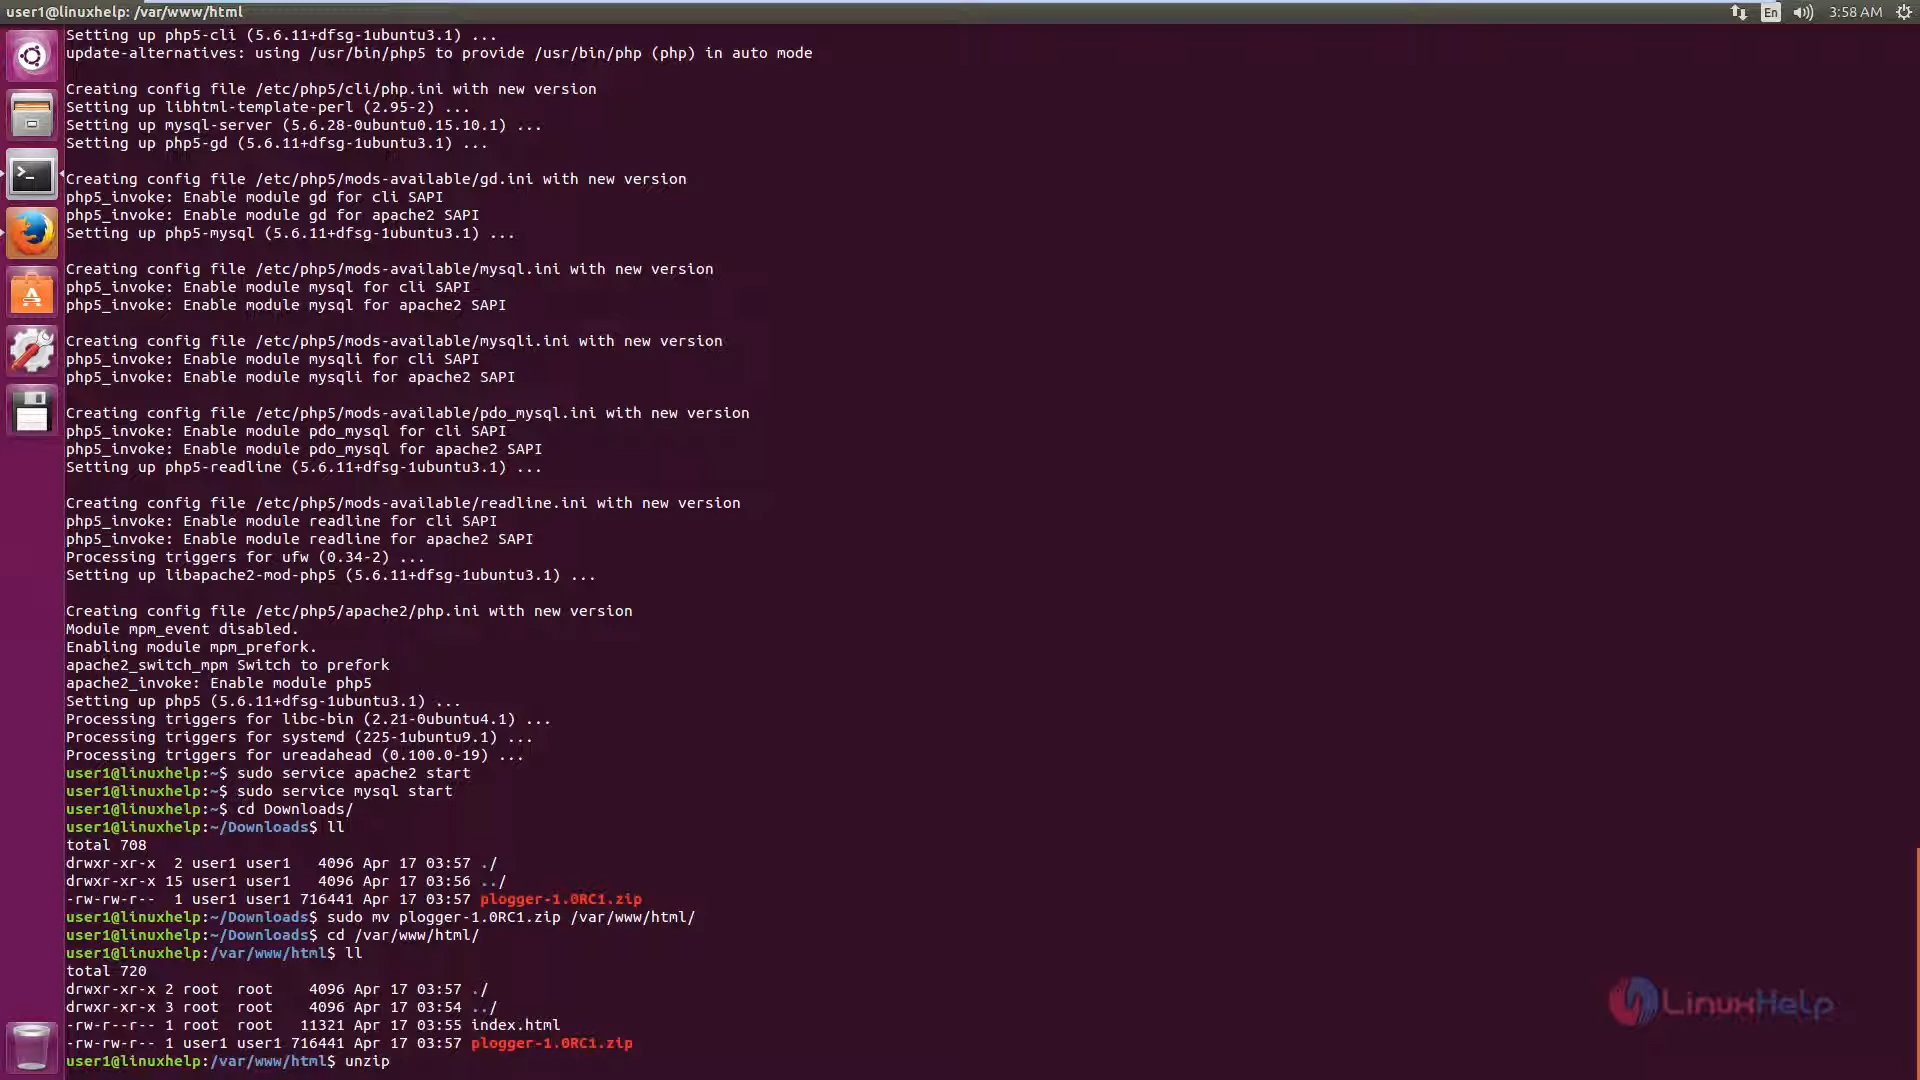 user1@linuxhelp: /var/www/html
En
3:58 AM
Setting up php5-cli (5.6.11+dfsg-1ubuntu3.1) ...
update-alternatives: using /usr/bin/php5 to provide /usr/bin/php (php) in auto mode
Creating config file /etc/php5/cli/php.ini with new version
Setting up libhtml-template-perl (2.95-2) ...
Setting up mysql-server (5.6.28-0ubuntu0.15.10.1) ...
Setting up php5-gd (5.6.11+dfsg-1ubuntu3.1) ...
Creating config file /etc/php5/mods-available/gd.ini with new version
php5_invoke: Enable module gd for cli SAPI
php5_invoke: Enable module gd for apache2 SAPI
Setting up php5-mysql (5.6.11+dfsg-1ubuntu3.1) ...
Creating config file /etc/php5/mods-available/mysql.ini with new version
php5_invoke: Enable module mysql for cli SAPI
php5_invoke: Enable module mysql for apache2 SAPI
Creating config file /etc/php5/mods-available/mysqli.ini with new version
php5_invoke: Enable module mysqli for cli SAPI
php5_invoke: Enable module mysqli for apache2 SAPI
Creating config file /etc/php5/mods-available/pdo_mysql.ini with new version
php5_invoke: Enable module pdo_mysql for cli SAPI
php5_invoke: Enable module pdo_mysql for apache2 SAPI
Setting up php5-readline (5.6.11+dfsg-1ubuntu3.1) ...
Creating config file /etc/php5/mods-available/readline.ini with new version
php5_invoke: Enable module readline for cli SAPI
php5_invoke: Enable module readline for apache2 SAPI
Processing triggers for ufw (0.34-2) ...
Setting up libapache2-mod-php5 (5.6.11+dfsg-1ubuntu3.1) ...
Creating config file /etc/php5/apache2/php.ini with new version
Module mpm_event disabled.
Enabling module mpm_prefork.
apache2_switch_mpm Switch to prefork
apache2_invoke: Enable module php5
Setting up php5 (5.6.11+dfsg-1ubuntu3.1) ...
Processing triggers for libc-bin (2.21-0ubuntu4.1) ...
Processing triggers for systemd (225-1ubuntu9.1) ...
Processing triggers for ureadahead (0.100.0-19) ...
user1@linuxhelp:~$ sudo service apache2 start
user1@linuxhelp:~$ sudo service mysql start
user1@linuxhelp:~$ cd Downloads/
user1@linuxhelp:~/Downloads$ ll
total 708
drwxr-xr-x  2 user1 user1   4096 Apr 17 03:57 ./
drwxr-xr-x 15 user1 user1   4096 Apr 17 03:56 ../
-rw-rw-r--  1 user1 user1 716441 Apr 17 03:57 plogger-1.0RC1.zip
user1@linuxhelp:~/Downloads$ sudo mv plogger-1.0RC1.zip /var/www/html/
user1@linuxhelp:~/Downloads$ cd /var/www/html/
user1@linuxhelp:/var/www/html$ ll
total 720
drwxr-xr-x 2 root  root    4096 Apr 17 03:57 ./
drwxr-xr-x 3 root  root    4096 Apr 17 03:54 ../
-rw-r--r-- 1 root  root   11321 Apr 17 03:55 index.html
-rw-rw-r-- 1 user1 user1 716441 Apr 17 03:57 plogger-1.0RC1.zip
user1@linuxhelp:/var/www/html$ unzip
LinuxHelp